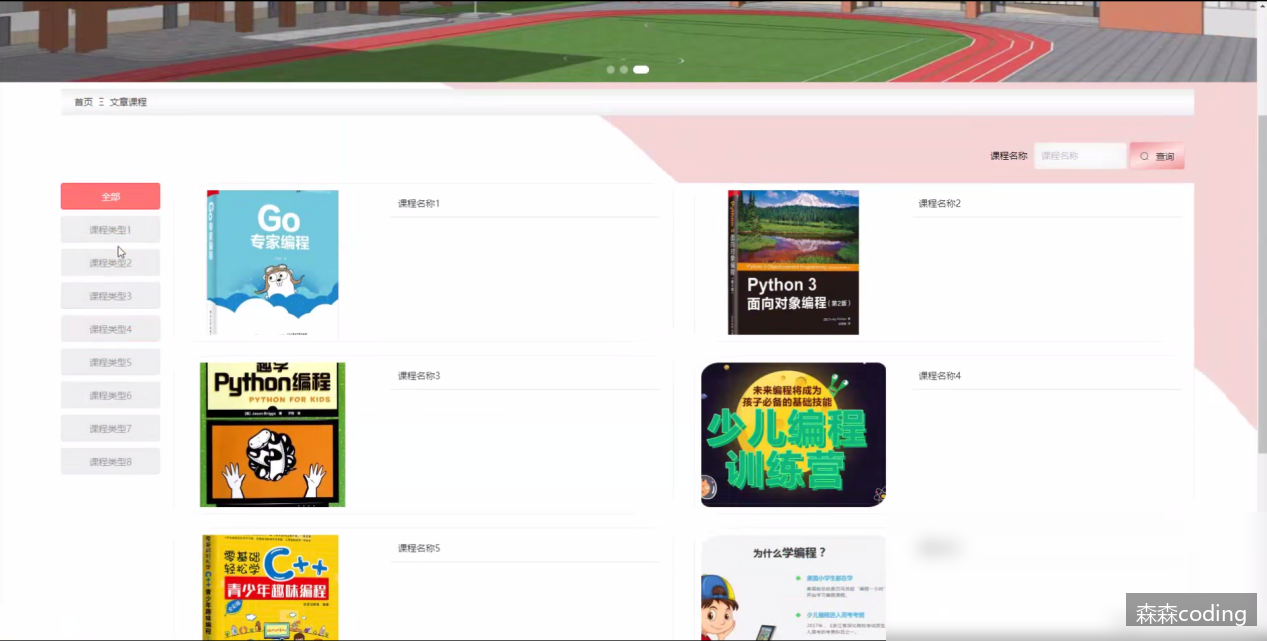 首页 Ξ 文章课程
课程名称
课程名称
查询
全部
课程类型1
课程类型2
课程类型3
课程类型4
课程类型5
课程类型6
课程类型7
课程类型8
Go
专家编程
Go专家编程
课程名称1
Python 3
面向对象编程(第2版)
课程名称2
趣学
Python编程
PYTHON FOR KIDS
课程名称3
未来编程将成为
孩子必备的基础技能
少儿编程
训练营
课程名称4
零基础
轻松学
C++
青少年趣味编程
课程名称5
为什么学编程？
森森coding